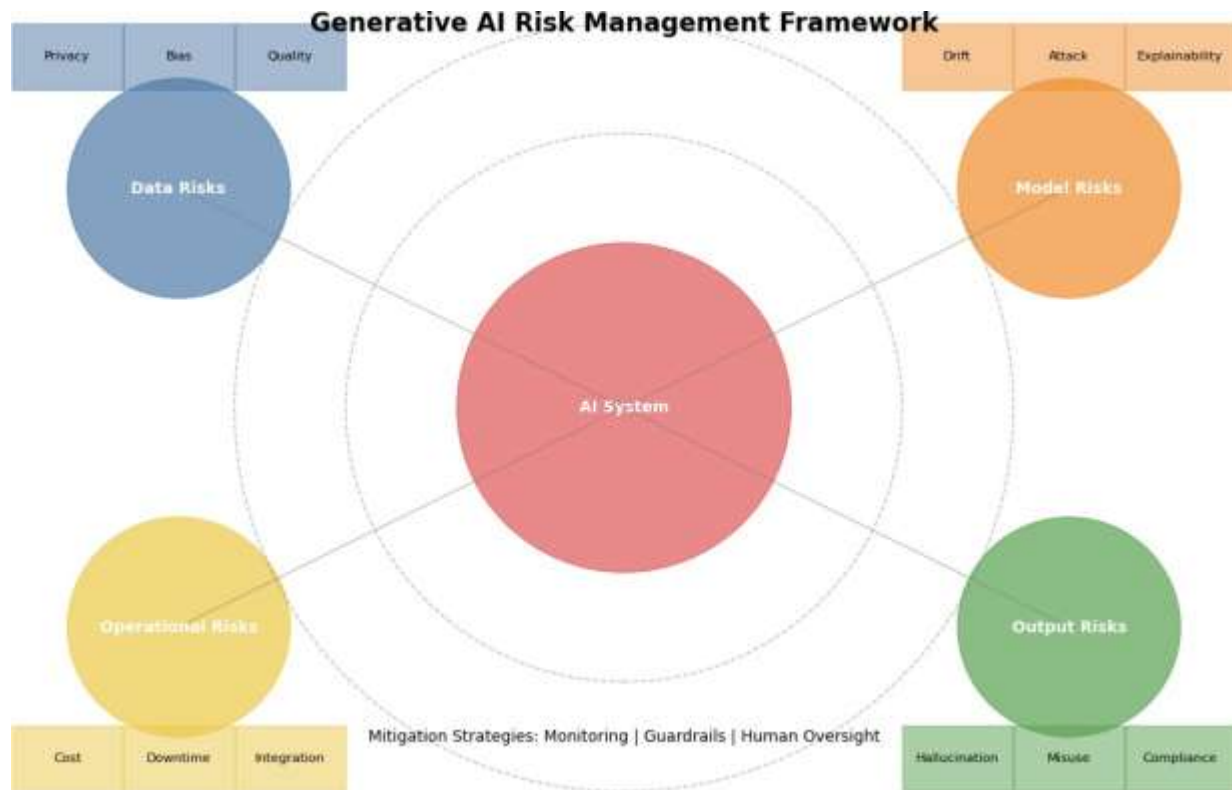 Generative AI Risk Management Framework
Privacy Bias Quality
Drift Attack Explainability
Data Risks
Model Risks
AI System
Operational Risks
Output Risks
Mitigation Strategies: Monitoring | Guardrails | Human Oversight
Cost Downtime Integration
Hallucination Misuse Compliance